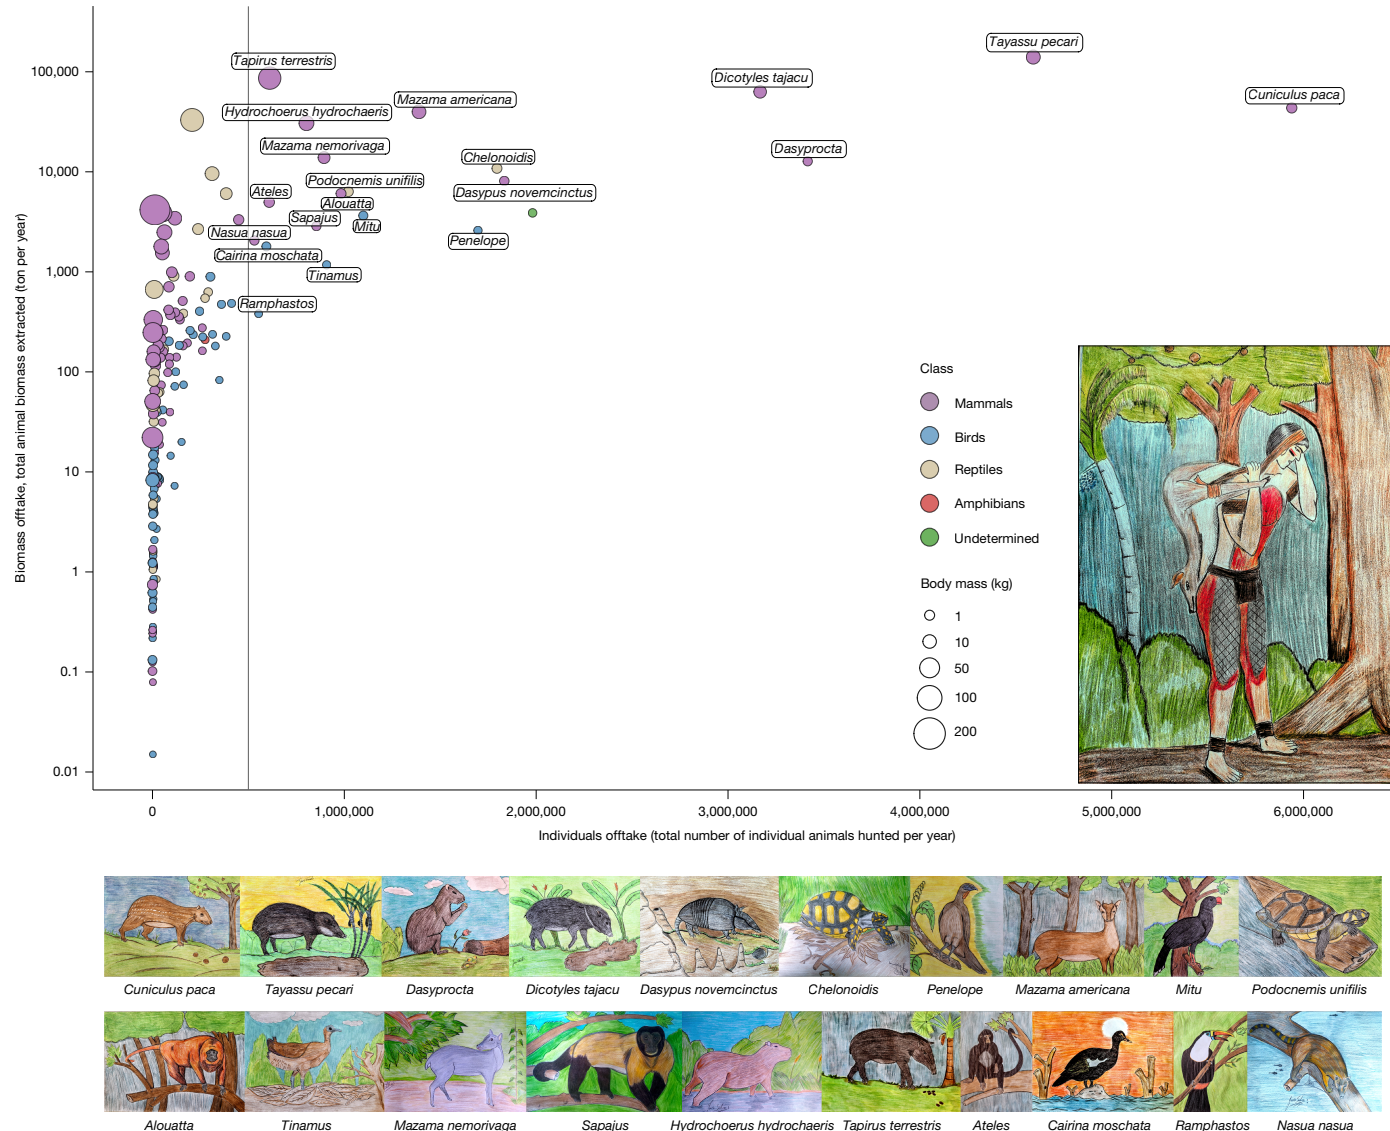 Tayassu pecari
Tapirus terrestris
100,000
Dicotyles tajacu
Cuniculus paca
Mazama americana
Hydrochoerus hydrochaeris
Mazama nemorivaga
Dasyprocta
Chelonoidis
10,000
Podocnemis unifilis
Ateles
Dasypus novemcinctus
Alouatta
Sapajus
Mitu
Nasua nasua
Penelope
Cairina moschata
1,000
Tinamus
Ramphastos
100
10
1
0.1
0.01
Biomass offtake, total animal biomass extracted (ton per year)
Class
Mammals
Birds
Reptiles
Amphibians
Undetermined
Body mass (kg)
1
10
50
100
200
0 1,000,000 2,000,000 3,000,000 4,000,000 5,000,000 6,000,000
Individuals offtake (total number of individual animals hunted per year)
Cuniculus paca Tayassu pecari Dasyprocta Dicotyles tajacu Dasypus novemcinctus Chelonoidis Penelope Mazama americana Mitu Podocnemis unifilis
Alouatta Tinamus Mazama nemorivaga Sapajus Hydrochoerus hydrochaeris Tapirus terrestris Ateles Cairina moschata Ramphastos Nasua nasua